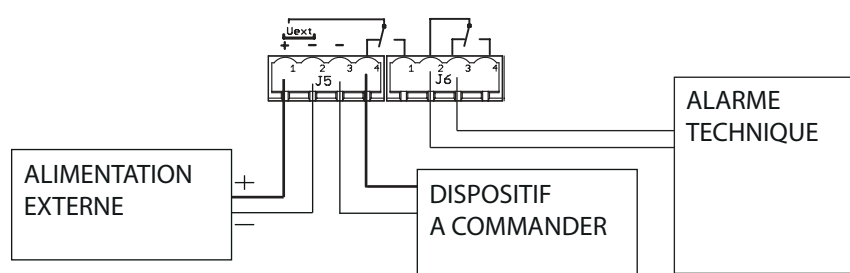 Uext
+ – –
1 2 3 4
J5
1 2 3 4
J6
ALARME
TECHNIQUE
ALIMENTATION
EXTERNE
+
–
DISPOSITIF
A COMMANDER